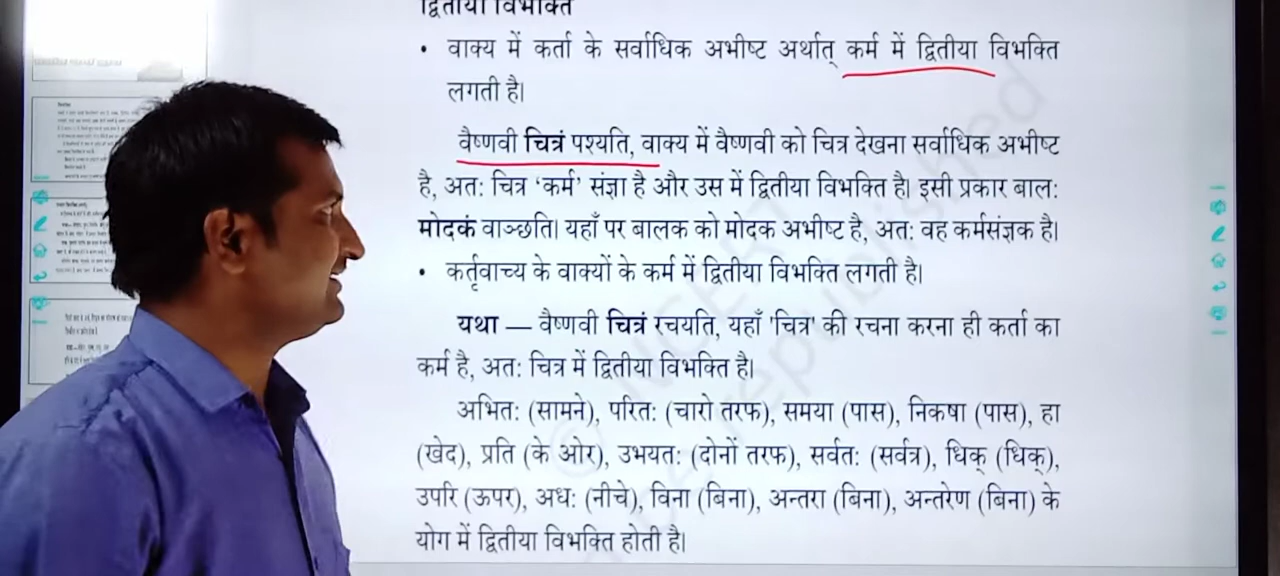 द्वितीया विभक्ति
• वाक्य में कर्ता के सर्वाधिक अभीष्ट अर्थात् कर्म में द्वितीया विभक्ति
लगती है।
वैष्णवी चित्रं पश्यति, वाक्य में वैष्णवी को चित्र देखना सर्वाधिक अभीष्ट
है, अतः चित्र ‘कर्म’ संज्ञा है और उस में द्वितीया विभक्ति है। इसी प्रकार बालः
मोदकं वाञ्छति। यहाँ पर बालक को मोदक अभीष्ट है, अतः वह कर्मसंज्ञक है।
• कर्तृवाच्य के वाक्यों के कर्म में द्वितीया विभक्ति लगती है।
यथा — वैष्णवी चित्रं रचयति, यहाँ 'चित्र' की रचना करना ही कर्ता का
कर्म है, अतः चित्र में द्वितीया विभक्ति है।
अभितः (सामने), परितः (चारो तरफ), समया (पास), निकषा (पास), हा
(खेद), प्रति (के ओर), उभयतः (दोनों तरफ), सर्वतः (सर्वत्र), धिक् (धिक्),
उपरि (ऊपर), अधः (नीचे), विना (बिना), अन्तरा (बिना), अन्तरेण (बिना) के
योग में द्वितीया विभक्ति होती है।
republished